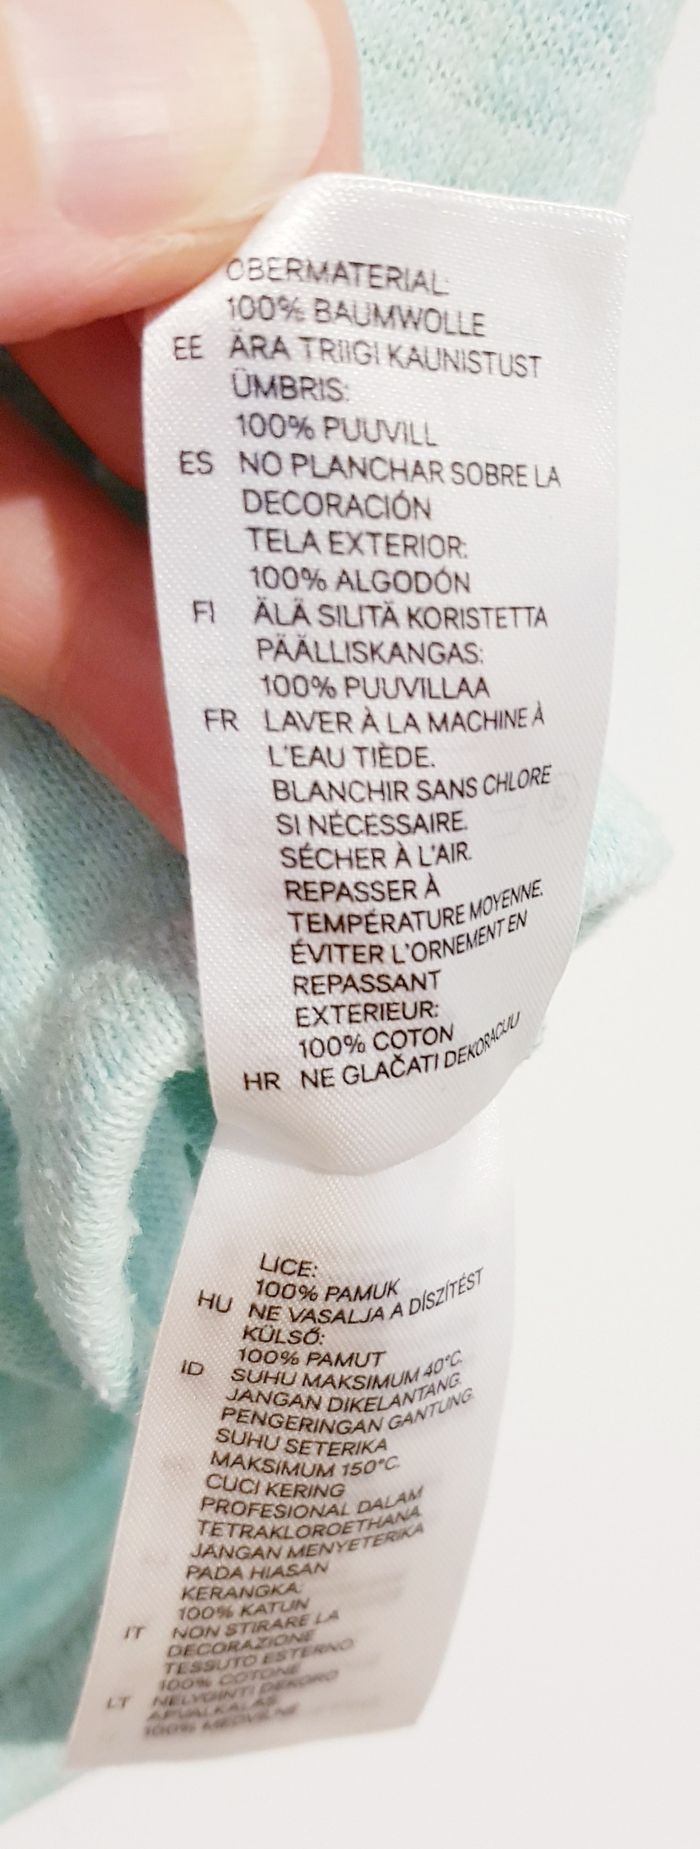 OBERMATERIAL:
100% BAUMWOLLE
EE ÄRA TRIIGI KAUNISTUST
ÜMBRIS:
100% PUUVILL
ES NO PLANCHAR SOBRE LA
DECORACIÓN
TELA EXTERIOR:
100% ALGODÓN
FI ÄLÄ SILITÄ KORISTETTA
PÄÄLLISKANGAS:
100% PUUVILLAA
FR LAVER À LA MACHINE À
L'EAU TIÈDE.
BLANCHIR SANS CHLORE
SI NÉCESSAIRE.
SÉCHER À L'AIR.
REPASSER À
TEMPÉRATURE MOYENNE.
ÉVITER L'ORNEMENT EN
REPASSANT
EXTERIEUR:
100% COTON
HR NE GLAČATI DEKORACIJU
LICE:
100% PAMUK
HU NE VASALJA A DÍSZÍTÉST
KÜLSŐ:
100% PAMUT
ID SUHU MAKSIMUM 40°C.
JANGAN DIKELANTANG.
PENGERINGAN GANTUNG.
SUHU SETERIKA
MAKSIMUM 150°C.
CUCI KERING
PROFESIONAL DALAM
TETRAKLOROETHANA.
JANGAN MENYETERIKA
PADA HIASAN
KERANGKA:
100% KATUN
IT NON STIRARE LA
DECORAZIONE
TESSUTO ESTERNO
100% COTONE
LT NELYGINTI DEKORO
APVALKALAS
100% MEDVILNĖ